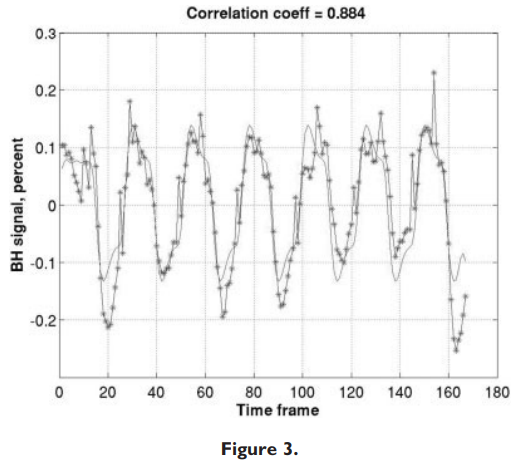 Correlation coeff = 0.884
0.3
0.2
0.1
0
-0.1
-0.2
BH signal, percent
0 20 40 60 80 100 120 140 160 180
Time frame
Figure 3.